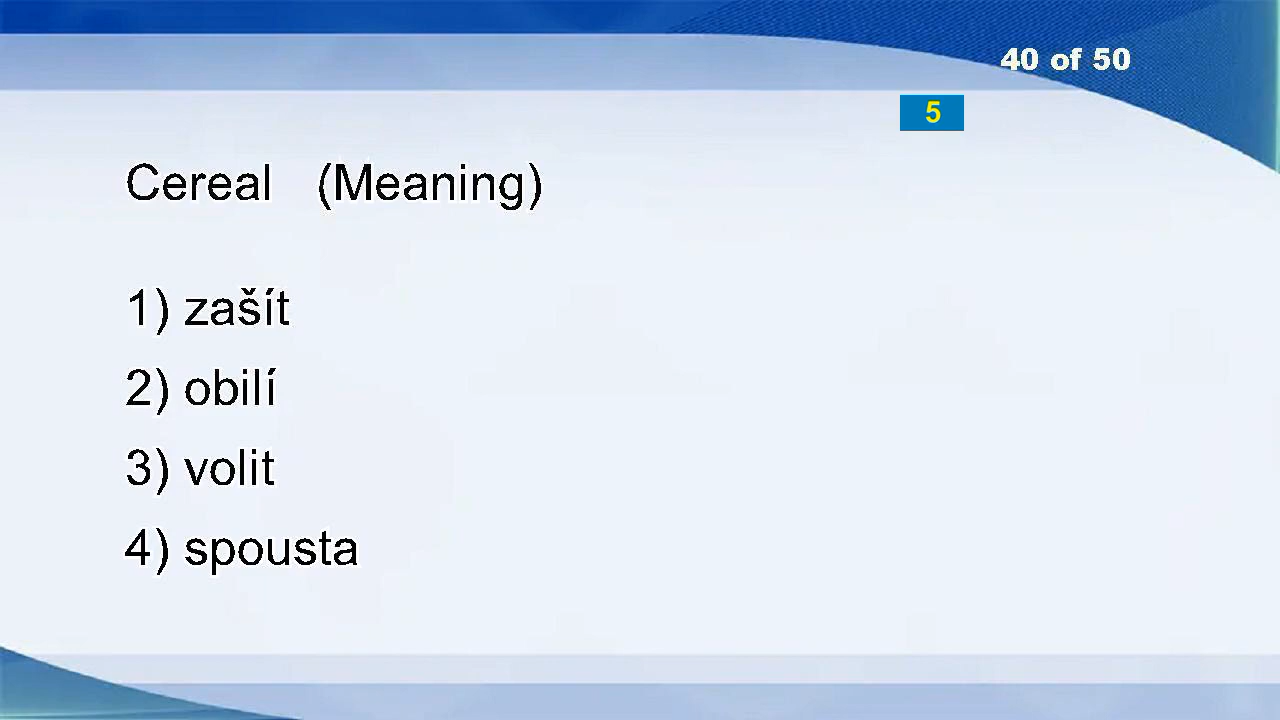 40 of 50
5
Cereal (Meaning)
1) zašít
2) obilí
3) volit
4) spousta